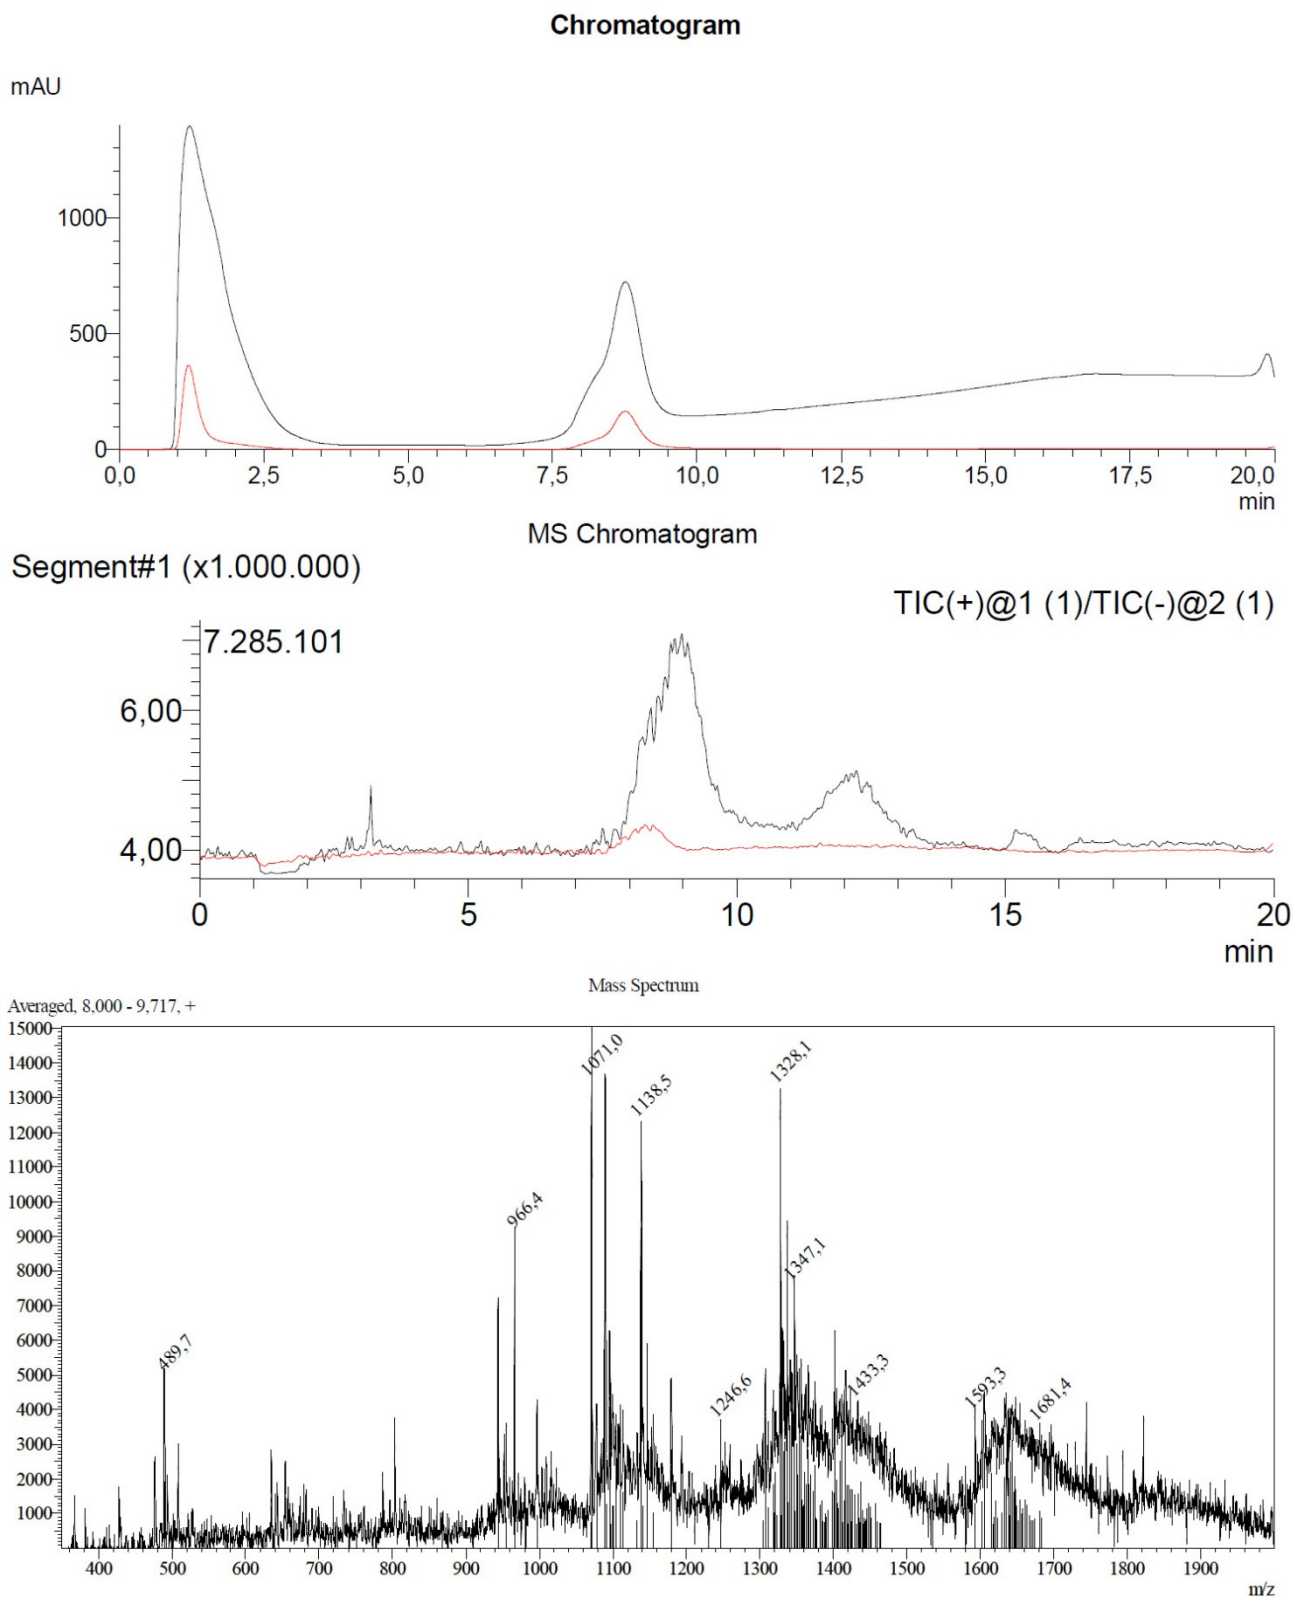 Chromatogram
mAU
1000
500
0
0,0 2,5 5,0 7,5 10,0 12,5 15,0 17,5 20,0
min
MS Chromatogram
Segment#1 (x1.000.000)
TIC(+)@1 (1)/TIC(-)@2 (1)
7.285.101
6,00
4,00
0 5 10 15 20
min
Mass Spectrum
Averaged, 8,000 - 9,717, +
15000
14000
13000
12000
11000
10000
9000
8000
7000
6000
5000
4000
3000
2000
1000
489,7
966,4
1071,0
1138,5
1246,6
1328,1
1347,1
1433,3
1593,3
1681,4
400 500 600 700 800 900 1000 1100 1200 1300 1400 1500 1600 1700 1800 1900
m/z